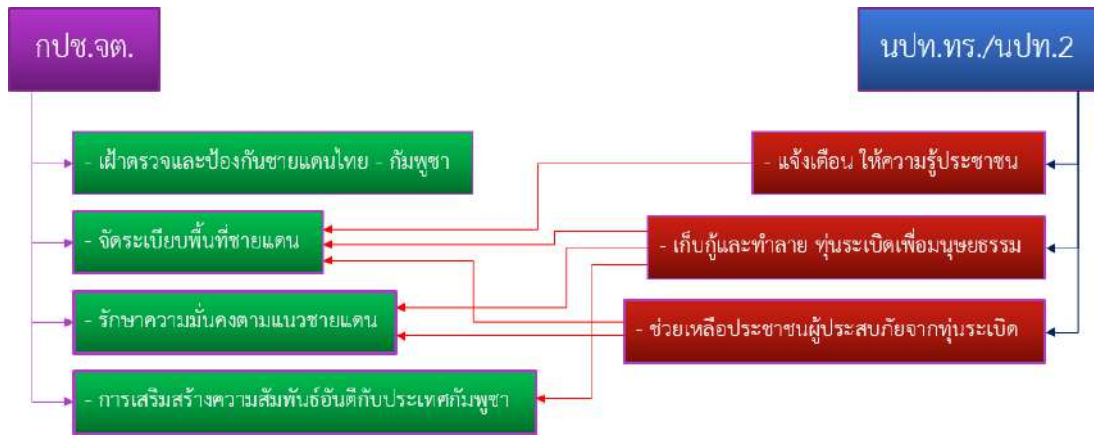 กปช.จต.
นปท.ทร./นปท.2
- เฝ้าตรวจและป้องกันชายแดนไทย - กัมพูชา
- แจ้งเตือน ให้ความรู้ประชาชน
- จัดระเบียบพื้นที่ชายแดน
- เก็บกู้และทำลาย ทุ่นระเบิดเพื่อมนุษยธรรม
- รักษาความมั่นคงตามแนวชายแดน
- ช่วยเหลือประชาชนผู้ประสบภัยจากทุ่นระเบิด
- การเสริมสร้างความสัมพันธ์อันดีกับประเทศกัมพูชา